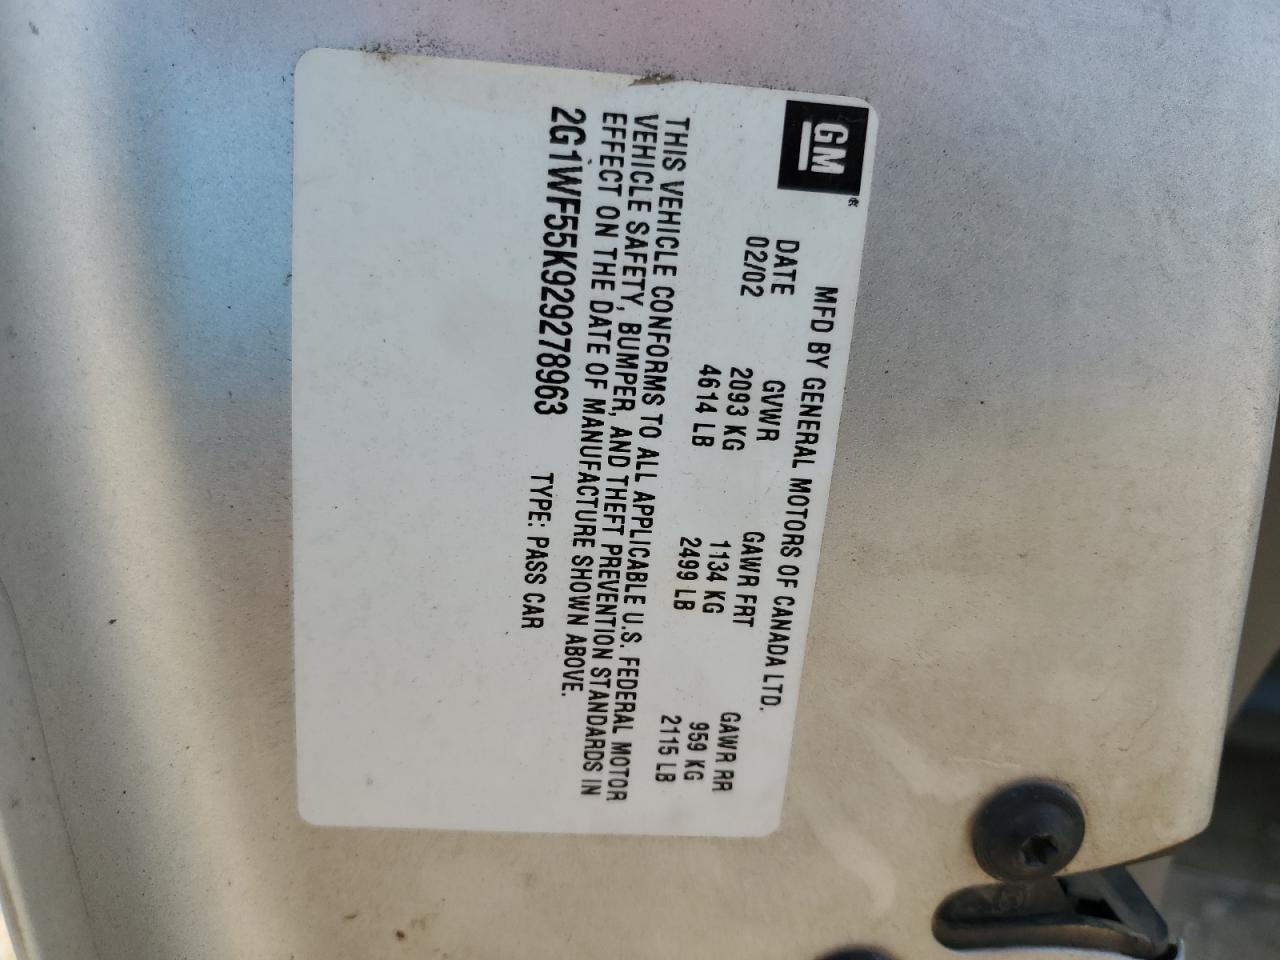 GM
MFD BY GENERAL MOTORS OF CANADA LTD.
DATE GVWR GAWR FRT GAWR RR
02/02 2093 KG 1134 KG 959 KG
4614 LB 2499 LB 2115 LB
THIS VEHICLE CONFORMS TO ALL APPLICABLE U.S. FEDERAL MOTOR
VEHICLE SAFETY, BUMPER, AND THEFT PREVENTION STANDARDS IN
EFFECT ON THE DATE OF MANUFACTURE SHOWN ABOVE.
2G1WF55K929278963 TYPE: PASS CAR